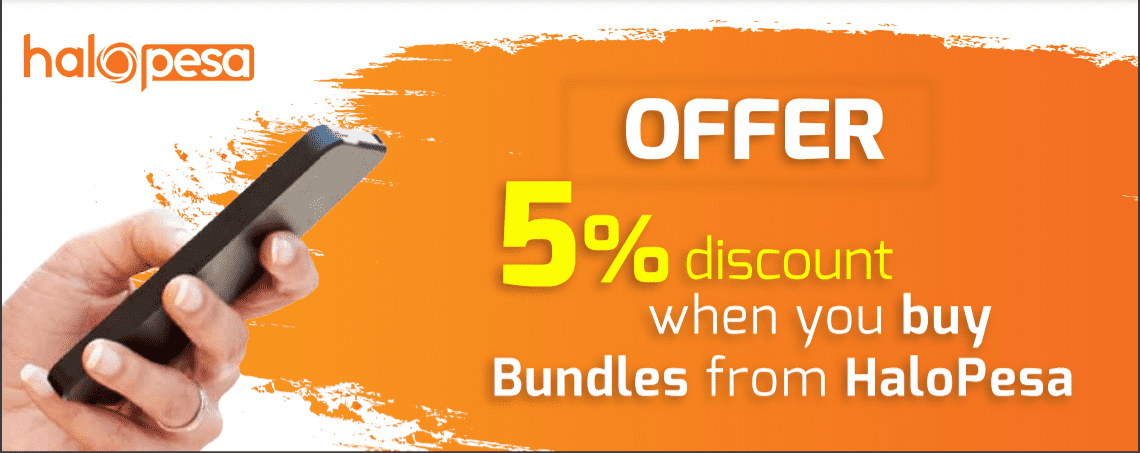 halopesa
OFFER
5% discount
when you buy
Bundles from HaloPesa